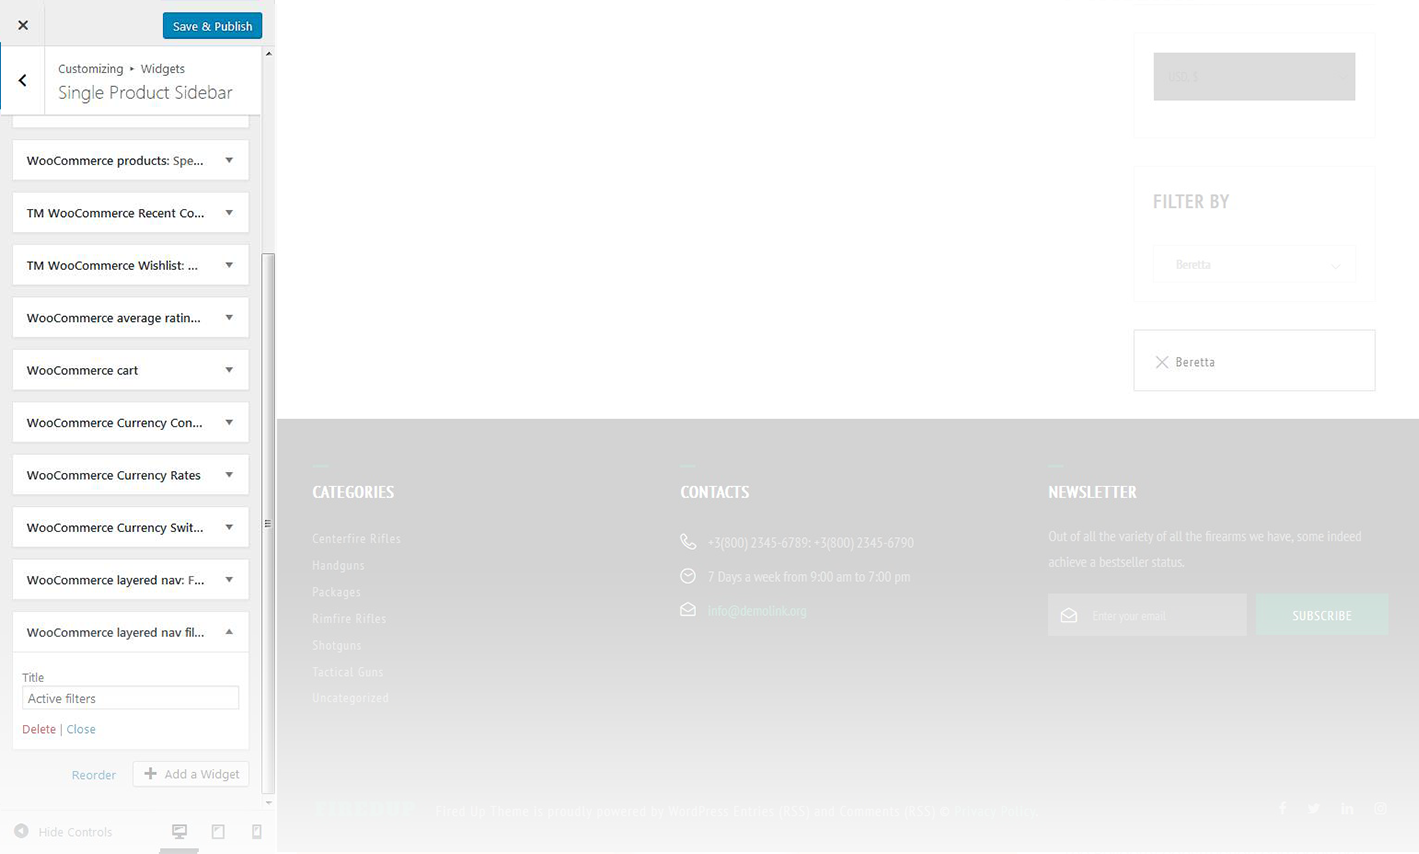 Save & Publish
Customizing ▸ Widgets
Single Product Sidebar
WooCommerce products: Spe...
TM WooCommerce Recent Co...
TM WooCommerce Wishlist: ...
WooCommerce average ratin...
WooCommerce cart
WooCommerce Currency Con...
WooCommerce Currency Rates
WooCommerce Currency Swit...
WooCommerce layered nav: F...
WooCommerce layered nav fil...
Title
Active filters
Delete | Close
Reorder
Add a Widget
Hide Controls
USD, $
FILTER BY
Beretta
Beretta
CATEGORIES
Centerfire Rifles
Handguns
Packages
Rimfire Rifles
Shotguns
Tactical Guns
Uncategorized
CONTACTS
+3(800) 2345-6789; +3(800) 2345-6790
7 Days a week from 9:00 am to 7:00 pm
info@demolink.org
NEWSLETTER
Out of all the variety of all the firearms we have, some indeed
achieve a bestseller status.
Enter your email
SUBSCRIBE
Fired Up Theme is proudly powered by WordPress Entries (RSS) and Comments (RSS) © Privacy Policy